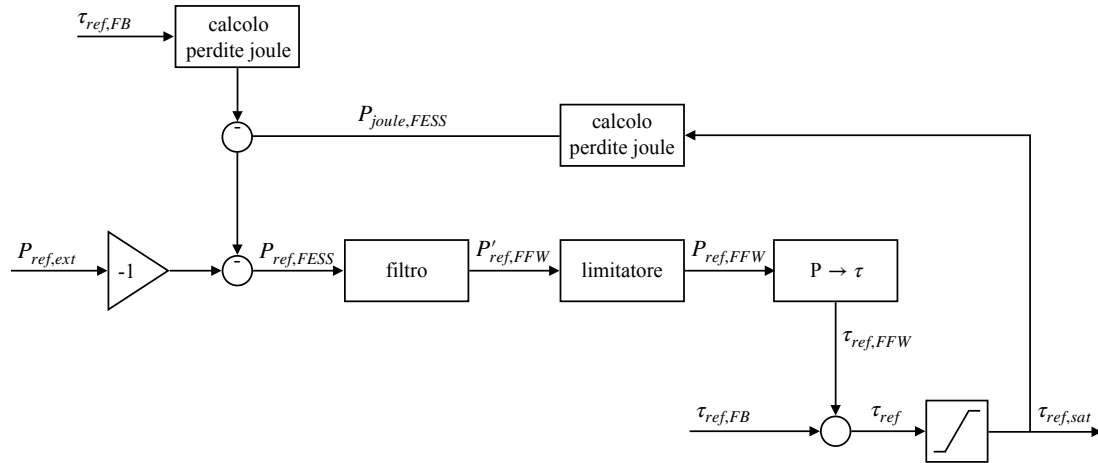 τref,FB
calcolo
perdite joule
-
Pjoule,FESS
calcolo
perdite joule
Pref,ext
-1
-
Pref,FESS
filtro
P′ref,FFW
limitatore
Pref,FFW
P → τ
τref,FFW
τref,FB
τref
τref,sat